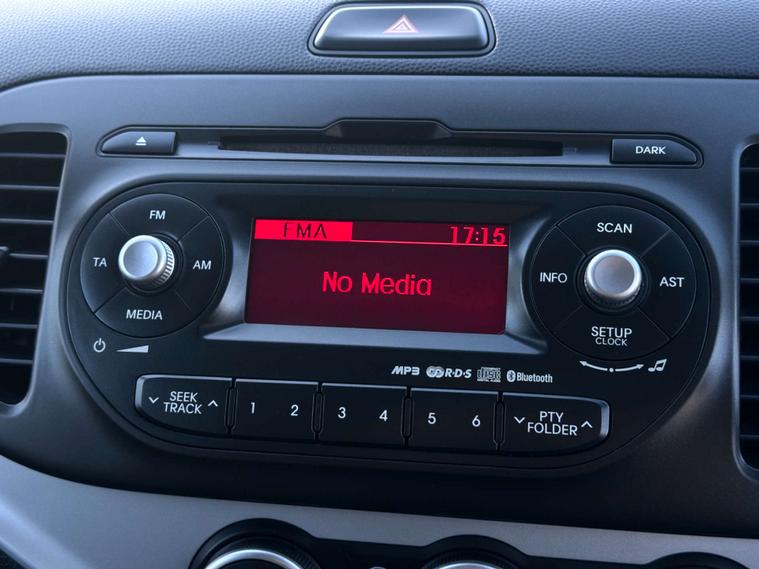 DARK
FM
TA
AM
MEDIA
FMA
17:15
No Media
SCAN
INFO
AST
SETUP
CLOCK
MP3
R·D·S
Bluetooth
SEEK
TRACK
1
2
3
4
5
6
PTY
FOLDER